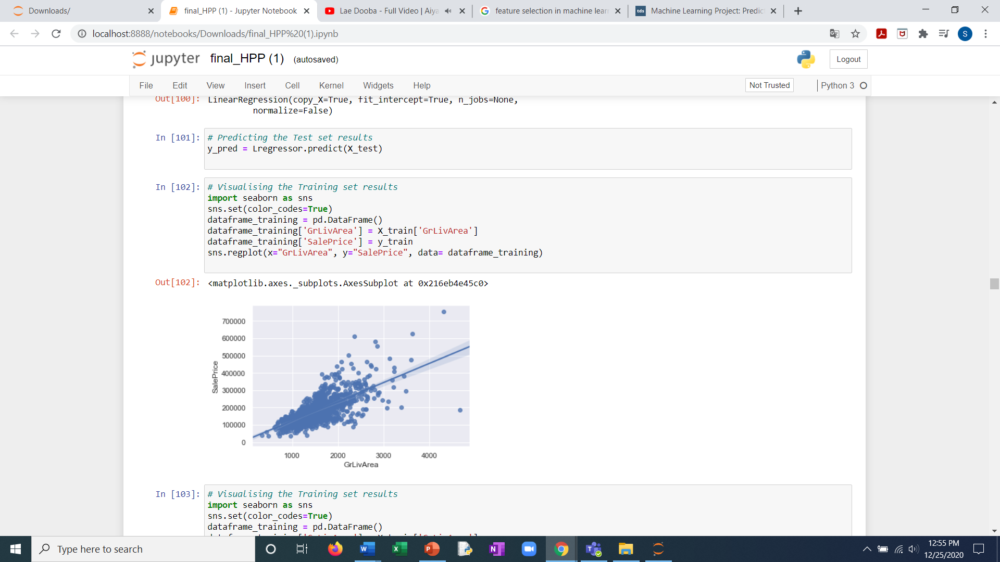 Downloads/
final_HPP (1) - Jupyter Notebook
Lae Dooba - Full Video | Aiya
feature selection in machine lear
tds Machine Learning Project: Predic
localhost:8888/notebooks/Downloads/final_HPP%20(1).ipynb
S
jupyter final_HPP (1) (autosaved)
Logout
File Edit View Insert Cell Kernel Widgets Help
Not Trusted
Python 3
Out[100]: LinearRegression(copy_X=True, fit_intercept=True, n_jobs=None,
normalize=False)
In [101]: # Predicting the Test set results
y_pred = Lregressor.predict(X_test)
In [102]: # Visualising the Training set results
import seaborn as sns
sns.set(color_codes=True)
dataframe_training = pd.DataFrame()
dataframe_training['GrLivArea'] = X_train['GrLivArea']
dataframe_training['SalePrice'] = y_train
sns.regplot(x="GrLivArea", y="SalePrice", data= dataframe_training)
Out[102]: <matplotlib.axes._subplots.AxesSubplot at 0x216eb4e45c0>
700000
600000
500000
400000
300000
200000
100000
0
SalePrice
1000 2000 3000 4000
GrLivArea
In [103]: # Visualising the Training set results
import seaborn as sns
sns.set(color_codes=True)
dataframe_training = pd.DataFrame()
Type here to search
12:55 PM
12/25/2020